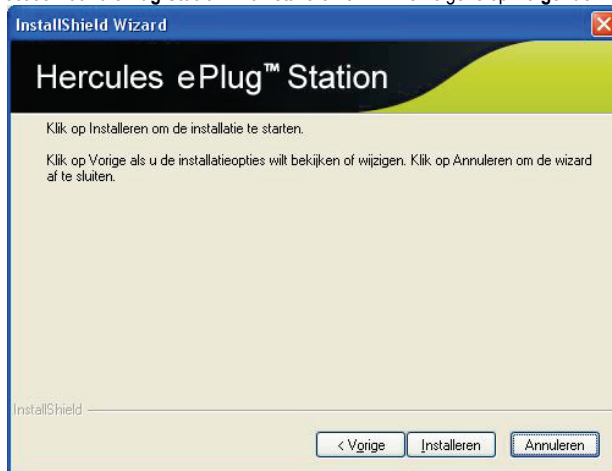 InstallShield Wizard
Hercules ePlug™ Station
Klik op Installeren om de installatie te starten.
Klik op Vorige als u de installatieopties wilt bekijken of wijzigen. Klik op Annuleren om de wizard
af te sluiten.
InstallShield
< Vorige Installeren Annuleren